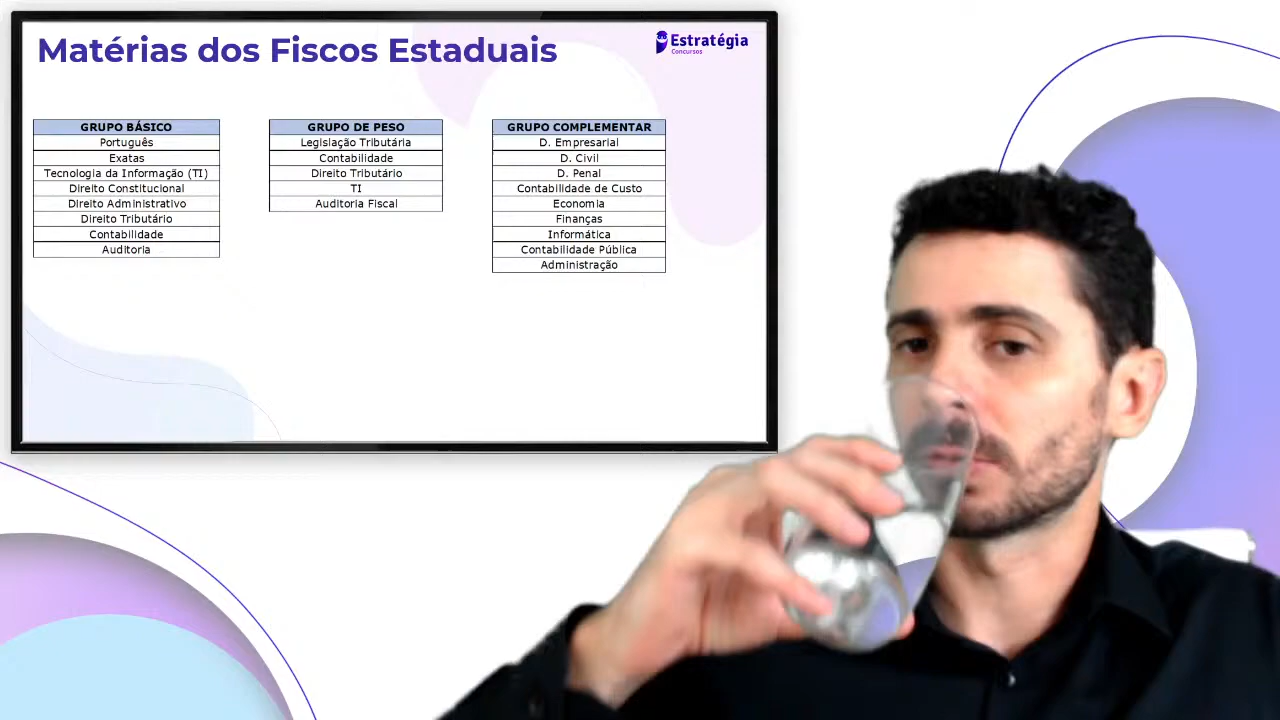 Matérias dos Fiscos Estaduais
Estratégia
Concursos
GRUPO BÁSICO
Português
Exatas
Tecnologia da Informação (TI)
Direito Constitucional
Direito Administrativo
Direito Tributário
Contabilidade
Auditoria
GRUPO DE PESO
Legislação Tributária
Contabilidade
Direito Tributário
TI
Auditoria Fiscal
GRUPO COMPLEMENTAR
D. Empresarial
D. Civil
D. Penal
Contabilidade de Custo
Economia
Finanças
Informática
Contabilidade Pública
Administração